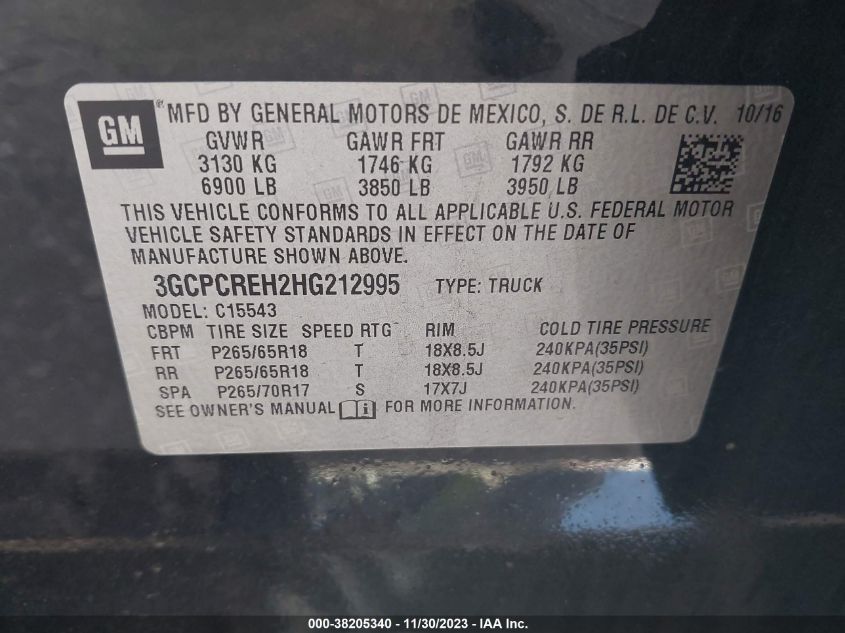 GM ® MFD BY GENERAL MOTORS DE MEXICO, S. DE R.L. DE C.V. 10/16
GVWR GAWR FRT GAWR RR
3130 KG 1746 KG 1792 KG
6900 LB 3850 LB 3950 LB
THIS VEHICLE CONFORMS TO ALL APPLICABLE U.S. FEDERAL MOTOR
VEHICLE SAFETY STANDARDS IN EFFECT ON THE DATE OF
MANUFACTURE SHOWN ABOVE.
3GCPCREH2HG212995 TYPE: TRUCK
MODEL: C15543
CBPM TIRE SIZE SPEED RTG RIM COLD TIRE PRESSURE
FRT P265/65R18 T 18X8.5J 240KPA(35PSI)
RR P265/65R18 T 18X8.5J 240KPA(35PSI)
SPA P265/70R17 S 17X7J 240KPA(35PSI)
SEE OWNER'S MANUAL i FOR MORE INFORMATION.
000-38205340 - 11/30/2023 - IAA Inc.